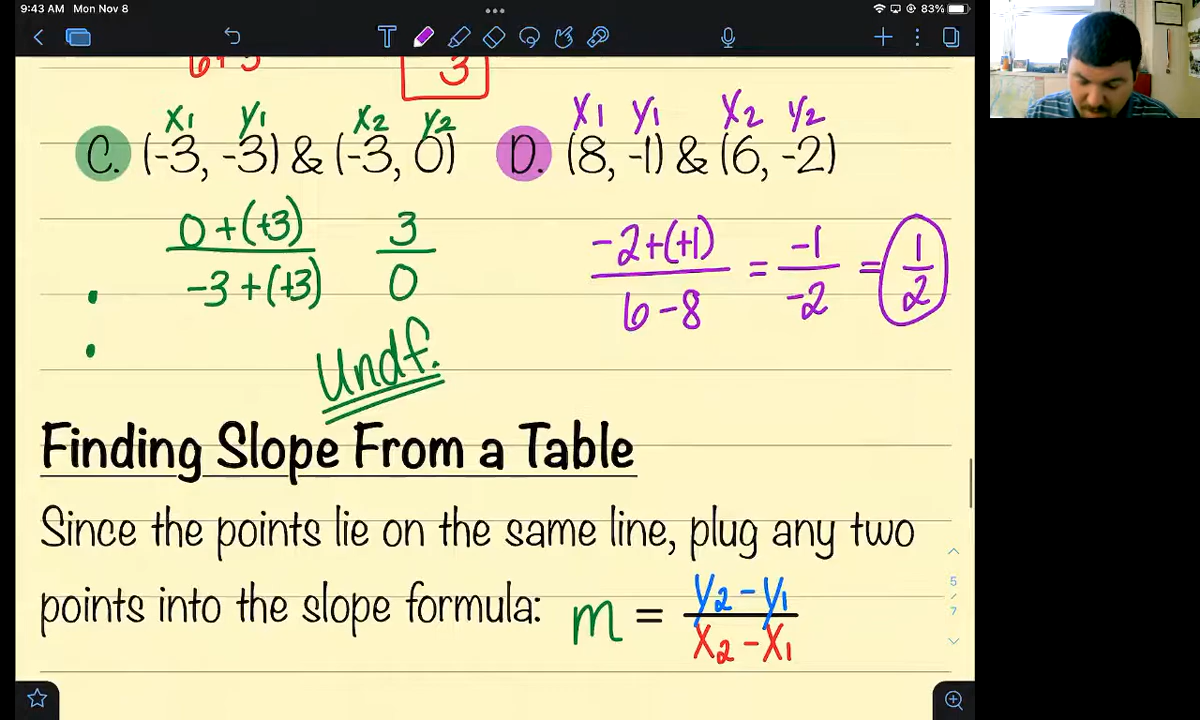 9:43 AM Mon Nov 8
83%
3
X1 Y1 X2 Y2
C. (-3, -3) & (-3, 0)
0 + (+3)
-3 + (+3)
3
0
Undf.
X1 Y1 X2 Y2
D. (8, -1) & (6, -2)
-2 + (+1)
6 - 8
= -1
-2
= 1
2
Finding Slope From a Table
Since the points lie on the same line, plug any two
points into the slope formula: m = Y2 - Y1
X2 - X1
5
/
7